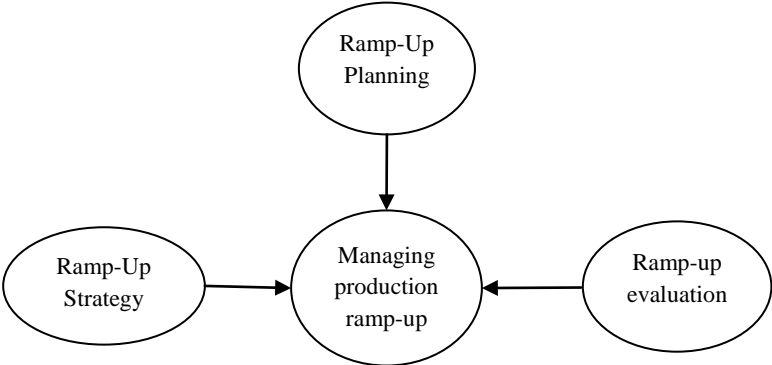 Ramp-Up
Planning
Ramp-Up
Strategy
Managing
production
ramp-up
Ramp-up
evaluation